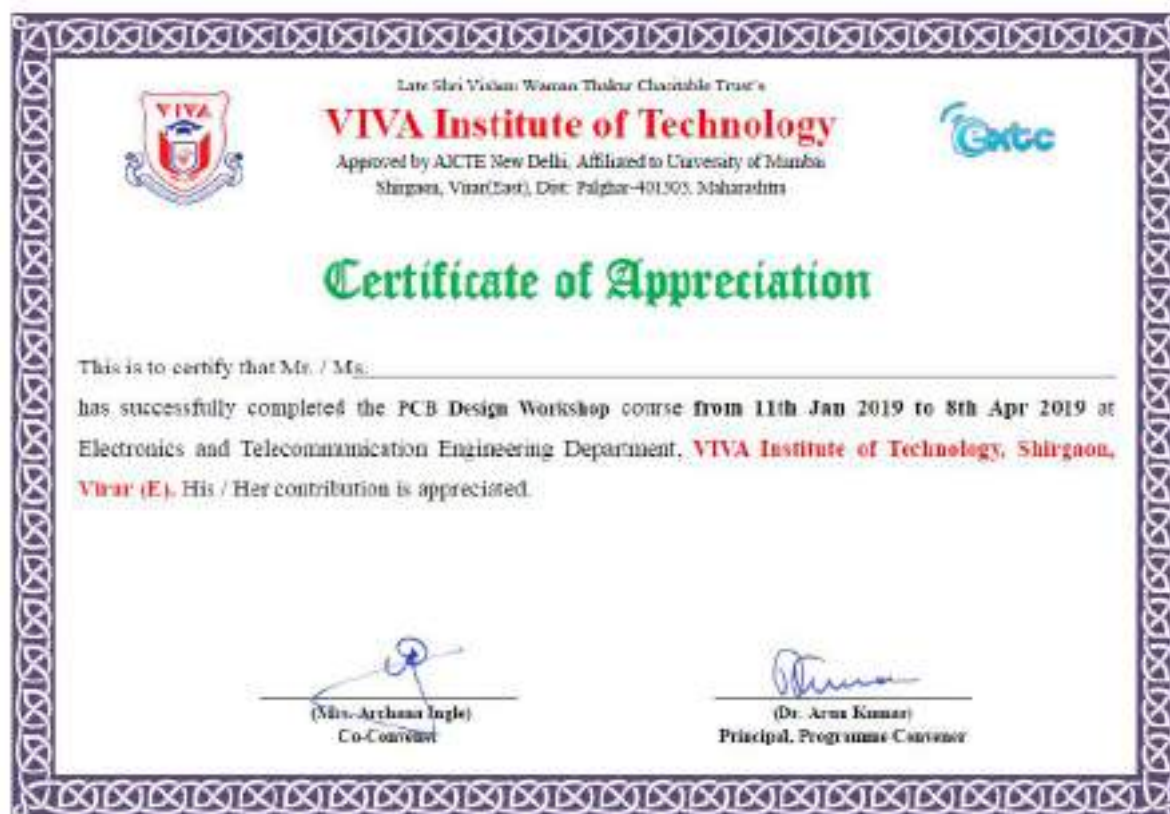 Late Shri Vishnu Waman Thakur Charitable Trust's
VIVA
VIVA Institute of Technology
extc
Approved by AICTE New Delhi, Affiliated to University of Mumbai
Shirgaon, Virar(East), Dist: Palghar-401303, Maharashtra
Certificate of Appreciation
This is to certify that Mr. / Ms.
has successfully completed the PCB Design Workshop course from 11th Jan 2019 to 8th Apr 2019 at
Electronics and Telecommunication Engineering Department, VIVA Institute of Technology, Shirgaon,
Virar (E). His / Her contribution is appreciated.
(Mrs. Archana Ingle)
Co-Convener
(Dr. Arun Kumar)
Principal, Programme Convener